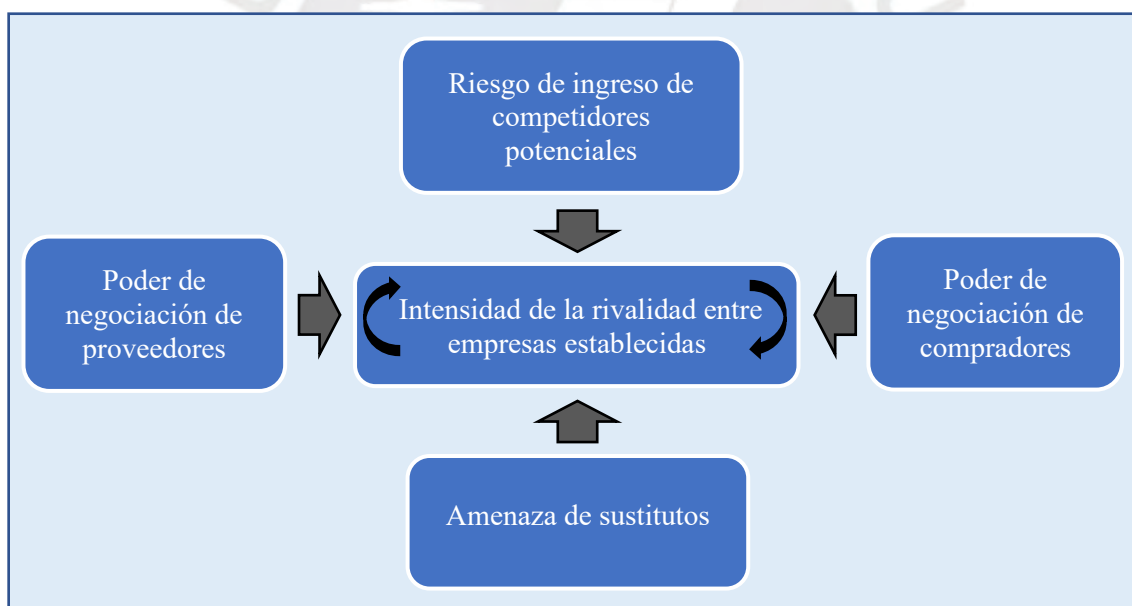 Riesgo de ingreso de
competidores
potenciales
Poder de
negociación de
proveedores
Intensidad de la rivalidad entre
empresas establecidas
Poder de
negociación de
compradores
Amenaza de sustitutos